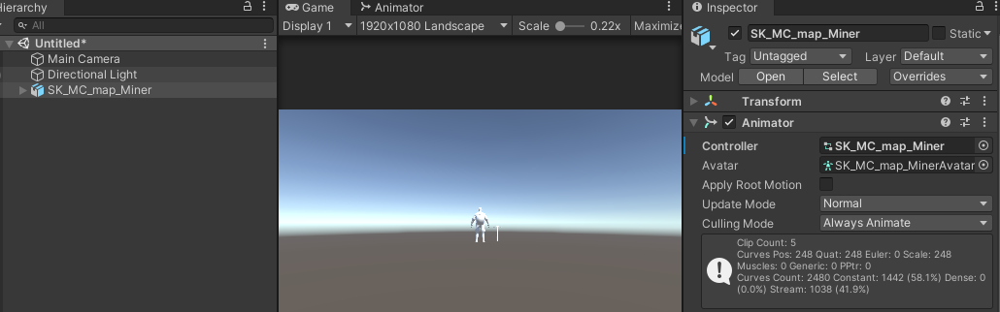 Hierarchy
All
Untitled*
Main Camera
Directional Light
SK_MC_map_Miner
Game
Animator
Display 1
1920x1080 Landscape
Scale
0.22x
Maximize
Inspector
SK_MC_map_Miner
Static
Tag
Untagged
Layer
Default
Model
Open
Select
Overrides
Transform
Animator
Controller
SK_MC_map_Miner
Avatar
SK_MC_map_MinerAvatar
Apply Root Motion
Update Mode
Normal
Culling Mode
Always Animate
Clip Count: 5
Curves Pos: 248 Quat: 248 Euler: 0 Scale: 248
Muscles: 0 Generic: 0 PPtr: 0
Curves Count: 2480 Constant: 1442 (58.1%) Dense: 0
(0.0%) Stream: 1038 (41.9%)